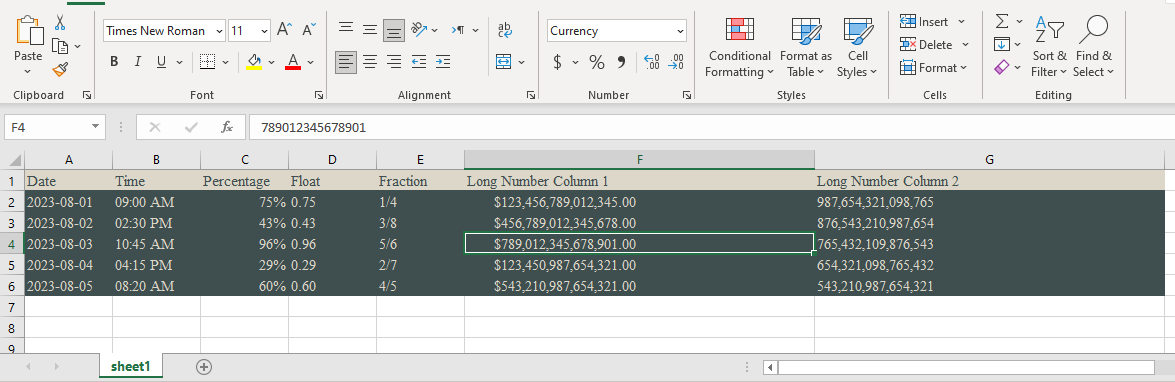 Times New Roman 11 A A ab Currency Insert
Paste B I U A $ % , .00 .00 Conditional Formatting Format as Table Cell Styles Delete Format Sort & Filter Find & Select
Clipboard Font Alignment Number Styles Cells Editing
F4 fx 789012345678901
A B C D E F G
1 Date Time Percentage Float Fraction Long Number Column 1 Long Number Column 2
2 2023-08-01 09:00 AM 75% 0.75 1/4 $123,456,789,012,345.00 987,654,321,098,765
3 2023-08-02 02:30 PM 43% 0.43 3/8 $456,789,012,345,678.00 876,543,210,987,654
4 2023-08-03 10:45 AM 96% 0.96 5/6 $789,012,345,678,901.00 765,432,109,876,543
5 2023-08-04 04:15 PM 29% 0.29 2/7 $123,450,987,654,321.00 654,321,098,765,432
6 2023-08-05 08:20 AM 60% 0.60 4/5 $543,210,987,654,321.00 543,210,987,654,321
7
8
9
sheet1